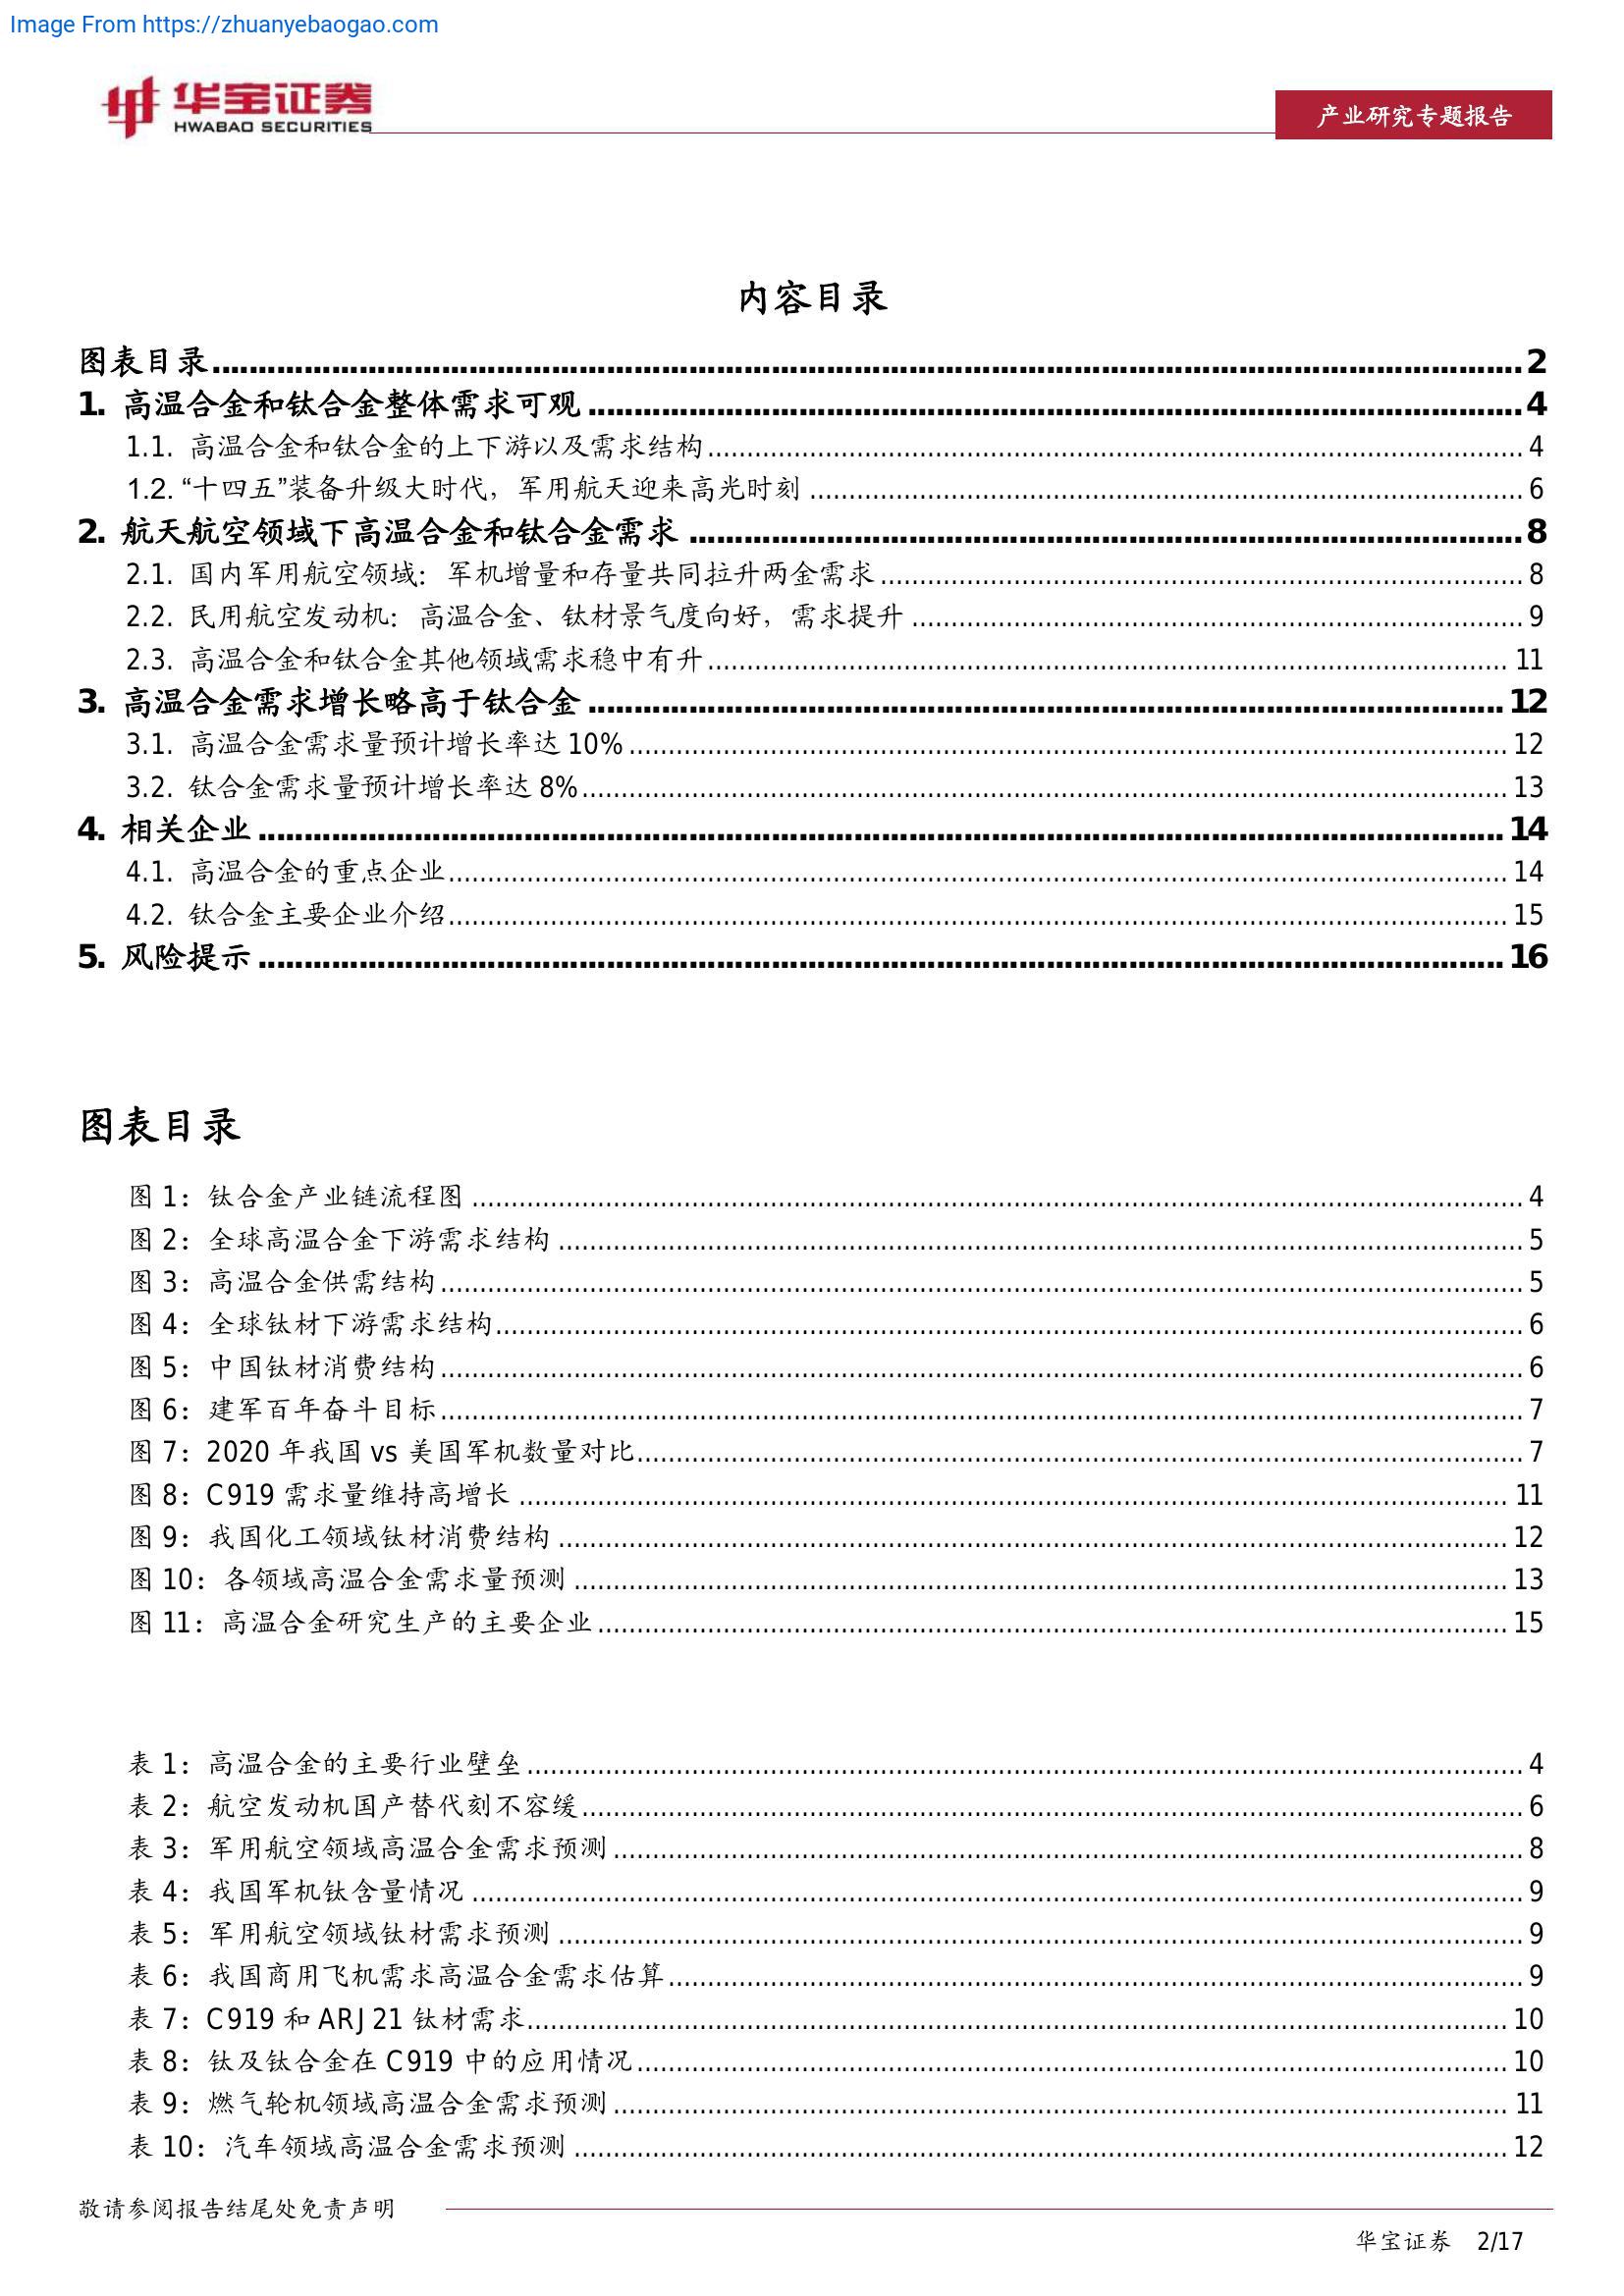 Image From https://zhuanyebaogao.com
华宝证券
HWABAO SECURITIES
产业研究专题报告
内容目录
图表目录 2
1. 高温合金和钛合金整体需求可观 4
1.1. 高温合金和钛合金的上下游以及需求结构 4
1.2. “十四五”装备升级大时代，军用航天迎来高光时刻 6
2. 航天航空领域下高温合金和钛合金需求 8
2.1. 国内军用航空领域：军机增量和存量共同拉升两金需求 8
2.2. 民用航空发动机：高温合金、钛材景气度向好，需求提升 9
2.3. 高温合金和钛合金其他领域需求稳中有升 11
3. 高温合金需求增长略高于钛合金 12
3.1. 高温合金需求量预计增长率达 10% 12
3.2. 钛合金需求量预计增长率达 8% 13
4. 相关企业 14
4.1. 高温合金的重点企业 14
4.2. 钛合金主要企业介绍 15
5. 风险提示 16
图表目录
图 1：钛合金产业链流程图 4
图 2：全球高温合金下游需求结构 5
图 3：高温合金供需结构 5
图 4：全球钛材下游需求结构 6
图 5：中国钛材消费结构 6
图 6：建军百年奋斗目标 7
图 7：2020 年我国 vs 美国军机数量对比 7
图 8：C919 需求量维持高增长 11
图 9：我国化工领域钛材消费结构 12
图 10：各领域高温合金需求量预测 13
图 11：高温合金研究生产的主要企业 15
表 1：高温合金的主要行业壁垒 4
表 2：航空发动机国产替代刻不容缓 6
表 3：军用航空领域高温合金需求预测 8
表 4：我国军机钛含量情况 9
表 5：军用航空领域钛材需求预测 9
表 6：我国商用飞机需求高温合金需求估算 9
表 7：C919 和 ARJ21 钛材需求 10
表 8：钛及钛合金在 C919 中的应用情况 10
表 9：燃气轮机领域高温合金需求预测 11
表 10：汽车领域高温合金需求预测 12
敬请参阅报告结尾处免责声明
华宝证券 2/17